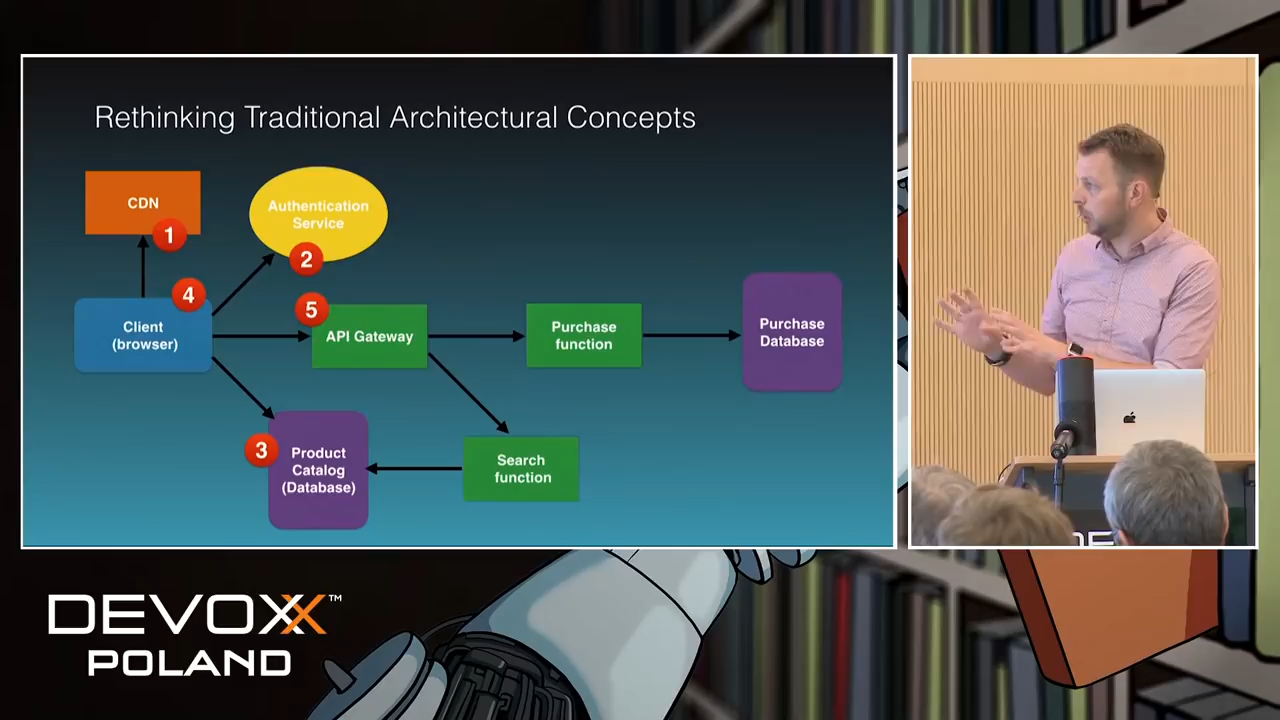 Rethinking Traditional Architectural Concepts
CDN
1
Authentication
Service
2
4
Client
(browser)
5
API Gateway
Purchase
function
Purchase
Database
3
Product
Catalog
(Database)
Search
function
DEVOXX™
POLAND
DE